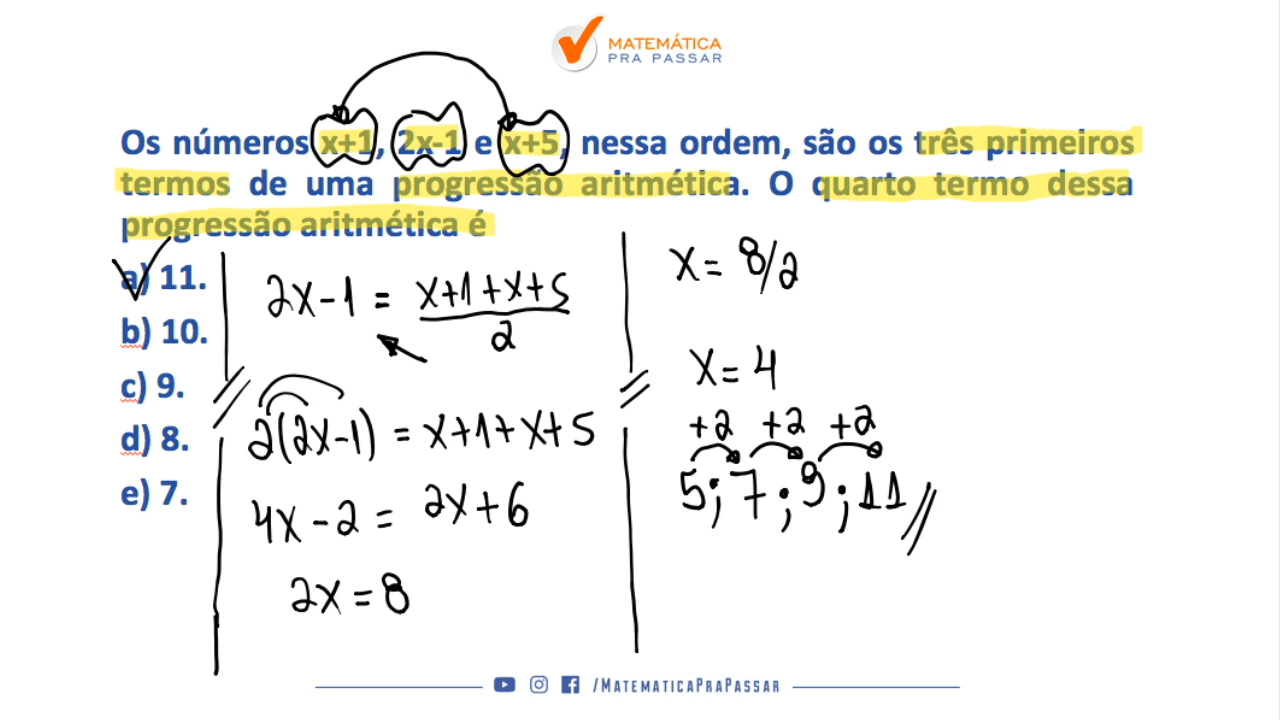 MATEMÁTICA
PRA PASSAR
Os números x+1, 2x-1 e x+5, nessa ordem, são os três primeiros
termos de uma progressão aritmética. O quarto termo dessa
progressão aritmética é
a) 11.
b) 10.
c) 9.
d) 8.
e) 7.
2x-1 = x+1+x+5
2
2(2x-1) = x+1+x+5
4x-2 = 2x+6
2x=8
x= 8/2
x=4
+2 +2 +2
5;7;9;11//
/MatematicaPraPassar